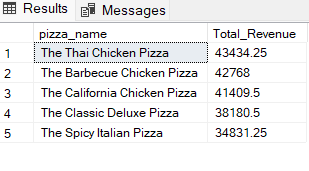 Results Messages
pizza_name Total_Revenue
1 The Thai Chicken Pizza 43434.25
2 The Barbecue Chicken Pizza 42768
3 The California Chicken Pizza 41409.5
4 The Classic Deluxe Pizza 38180.5
5 The Spicy Italian Pizza 34831.25